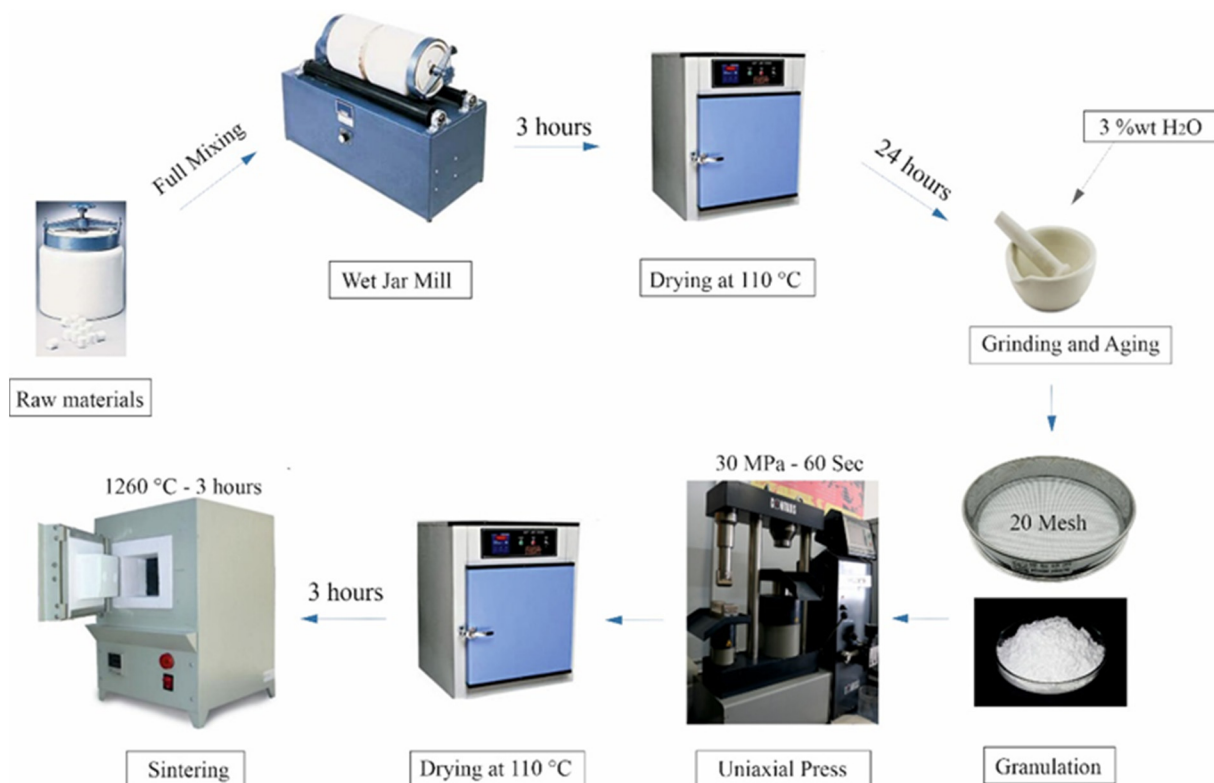 Full Mixing
3 hours
24 hours
3 %wt H₂O
Wet Jar Mill
Drying at 110 °C
Grinding and Aging
Raw materials
1260 °C - 3 hours
30 MPa - 60 Sec
20 Mesh
3 hours
Sintering
Drying at 110 °C
Uniaxial Press
Granulation